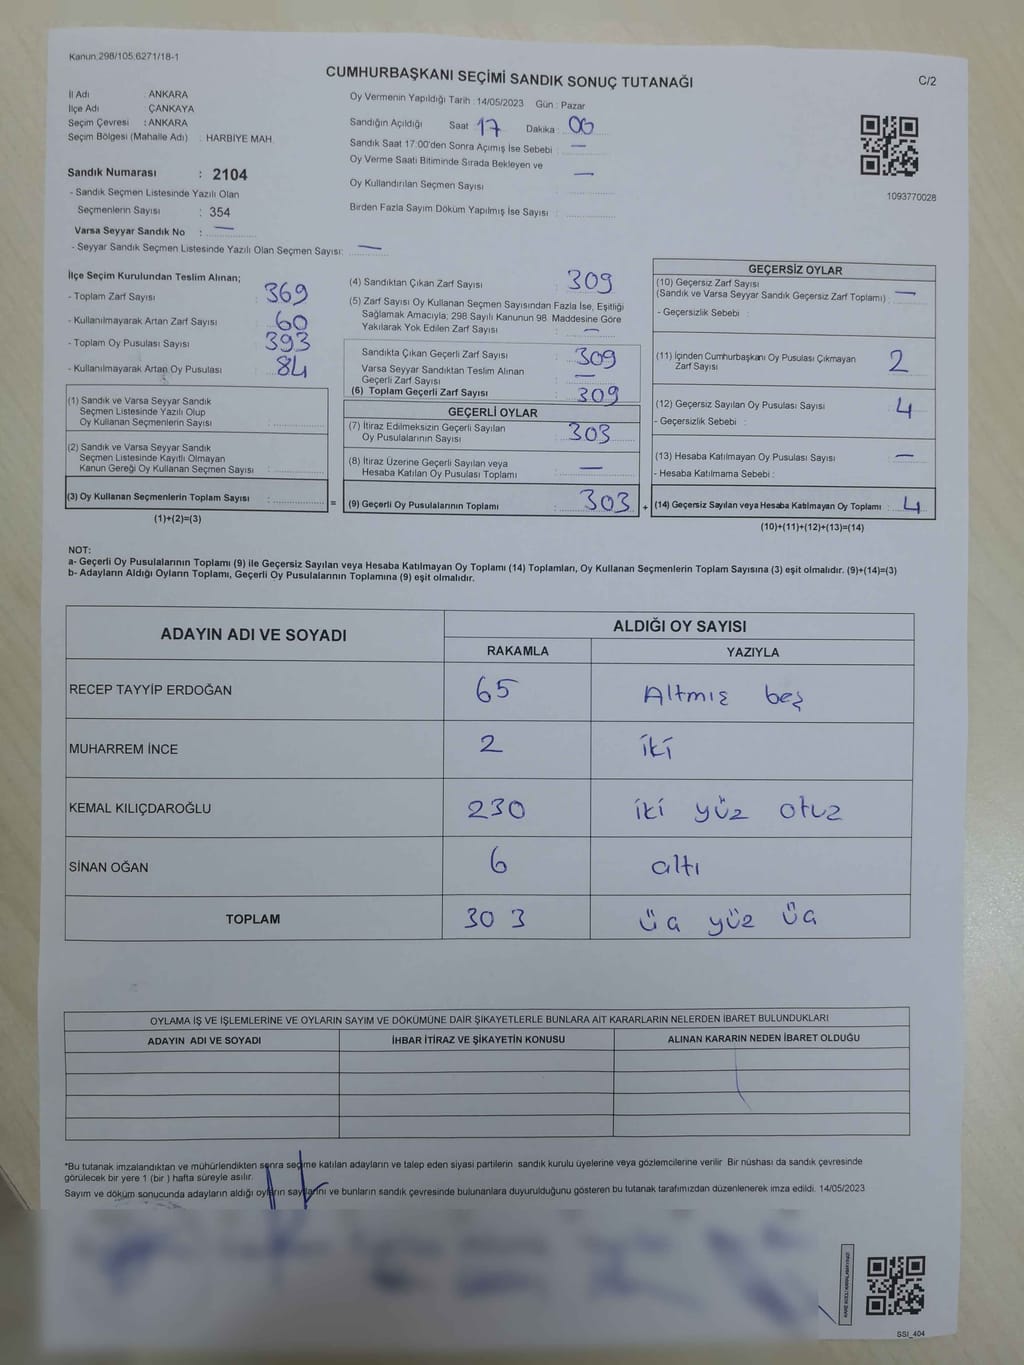 Kanun.298/105,6271/18-1
CUMHURBAŞKANI SEÇİMİ SANDIK SONUÇ TUTANAĞI
C/2
İl Adı : ANKARA
İlçe Adı : ÇANKAYA
Seçim Çevresi : ANKARA
Seçim Bölgesi (Mahalle Adı) : HARBİYE MAH.
Oy Vermenin Yapıldığı Tarih : 14/05/2023 Gün : Pazar
Sandığın Açıldığı Saat 17 Dakika : 00
Sandık Saat 17:00'den Sonra Açımış İse Sebebi : —
Oy Verme Saati Bitiminde Sırada Bekleyen ve
Oy Kullandırılan Seçmen Sayısı : —
Birden Fazla Sayım Döküm Yapılmış İse Sayısı :
1093770028
Sandık Numarası : 2104
- Sandık Seçmen Listesinde Yazılı Olan
Seçmenlerin Sayısı : 354
Varsa Seyyar Sandık No : —
- Seyyar Sandık Seçmen Listesinde Yazılı Olan Seçmen Sayısı: —
İlçe Seçim Kurulundan Teslim Alınan;
- Toplam Zarf Sayısı : 369
- Kullanılmayarak Artan Zarf Sayısı : 60
- Toplam Oy Pusulası Sayısı : 393
- Kullanılmayarak Artan Oy Pusulası : 84
(1) Sandık ve Varsa Seyyar Sandık
Seçmen Listesinde Yazılı Olup
Oy Kullanan Seçmenlerin Sayısı :
(2) Sandık ve Varsa Seyyar Sandık
Seçmen Listesinde Kayıtlı Olmayan
Kanun Gereği Oy Kullanan Seçmen Sayısı :
(3) Oy Kullanan Seçmenlerin Toplam Sayısı : =
(1)+(2)=(3)
(4) Sandıktan Çıkan Zarf Sayısı : 309
(5) Zarf Sayısı Oy Kullanan Seçmen Sayısından Fazla İse, Eşitliği
Sağlamak Amacıyla; 298 Sayılı Kanunun 98. Maddesine Göre
Yakılarak Yok Edilen Zarf Sayısı : —
Sandıkta Çıkan Geçerli Zarf Sayısı : 309
Varsa Seyyar Sandıktan Teslim Alınan
Geçerli Zarf Sayısı : —
(6) Toplam Geçerli Zarf Sayısı : 309
GEÇERLİ OYLAR
(7) İtiraz Edilmeksizin Geçerli Sayılan
Oy Pusulalarının Sayısı : 303
(8) İtiraz Üzerine Geçerli Sayılan veya
Hesaba Katılan Oy Pusulası Toplamı : —
(9) Geçerli Oy Pusulalarının Toplamı : 303 +
GEÇERSİZ OYLAR
(10) Geçersiz Zarf Sayısı
(Sandık ve Varsa Seyyar Sandık Geçersiz Zarf Toplamı) : —
- Geçersizlik Sebebi :
(11) İçinden Cumhurbaşkanı Oy Pusulası Çıkmayan
Zarf Sayısı : 2
(12) Geçersiz Sayılan Oy Pusulası Sayısı : 4
- Geçersizlik Sebebi :
(13) Hesaba Katılmayan Oy Pusulası Sayısı : —
- Hesaba Katılmama Sebebi :
(14) Geçersiz Sayılan veya Hesaba Katılmayan Oy Toplamı : 4
(10)+(11)+(12)+(13)=(14)
NOT:
a- Geçerli Oy Pusulalarının Toplamı (9) ile Geçersiz Sayılan veya Hesaba Katılmayan Oy Toplamı (14) Toplamları, Oy Kullanan Seçmenlerin Toplam Sayısına (3) eşit olmalıdır. (9)+(14)=(3)
b- Adayların Aldığı Oyların Toplamı, Geçerli Oy Pusulalarının Toplamına (9) eşit olmalıdır.
ADAYIN ADI VE SOYADI ALDIĞI OY SAYISI
RAKAMLA YAZIYLA
RECEP TAYYİP ERDOĞAN 65 Altmış beş
MUHARREM İNCE 2 iki
KEMAL KILIÇDAROĞLU 230 iki yüz otuz
SİNAN OĞAN 6 altı
TOPLAM 303 üç yüz üç
OYLAMA İŞ VE İŞLEMLERİNE VE OYLARIN SAYIM VE DÖKÜMÜNE DAİR ŞİKAYETLERLE BUNLARA AİT KARARLARIN NELERDEN İBARET BULUNDUKLARI
ADAYIN ADI VE SOYADI İHBAR İTİRAZ VE ŞİKAYETİN KONUSU ALINAN KARARIN NEDEN İBARET OLDUĞU
*Bu tutanak imzalandıktan ve mühürlendikten sonra seçime katılan adayların ve talep eden siyasi partilerin sandık kurulu üyelerine veya gözlemcilerine verilir. Bir nüshası da sandık çevresinde
görülecek bir yere 1 (bir ) hafta süreyle asılır.
Sayım ve döküm sonucunda adayların aldığı oyların sayılarını ve bunların sandık çevresinde bulunanlara duyurulduğunu gösteren bu tutanak tarafımızdan düzenlenerek imza edildi. 14/05/2023
SSI_404